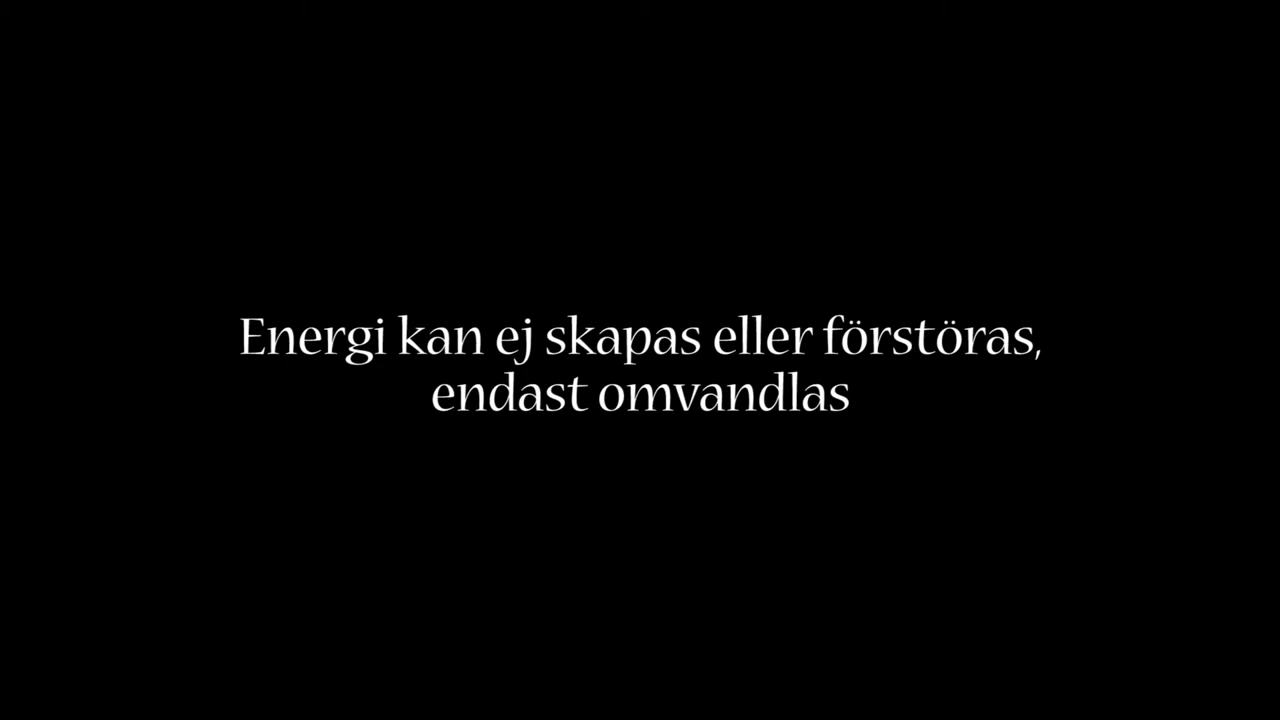 Energi kan ej skapas eller förstöras,
endast omvandlas